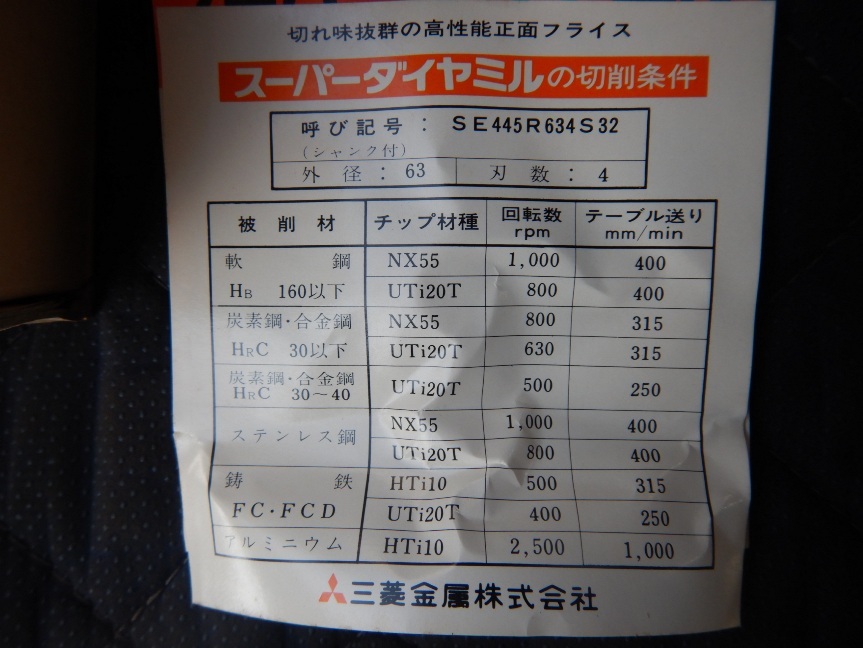 切れ味抜群の高性能正面フライス
スーパーダイヤミルの切削条件
呼び記号：SE445R634S32
(シャンク付)
外径：63 刃数：4
被削材 チップ材種 回転数 rpm テーブル送り mm/min
軟鋼 NX55 1,000 400
HB 160以下 UTi20T 800 400
炭素鋼・合金鋼 NX55 800 315
HRC 30以下 UTi20T 630 315
炭素鋼・合金鋼
HRC 30〜40 UTi20T 500 250
ステンレス鋼 NX55 1,000 400
UTi20T 800 400
鋳鉄 HTi10 500 315
FC・FCD UTi20T 400 250
アルミニウム HTi10 2,500 1,000
三菱金属株式会社